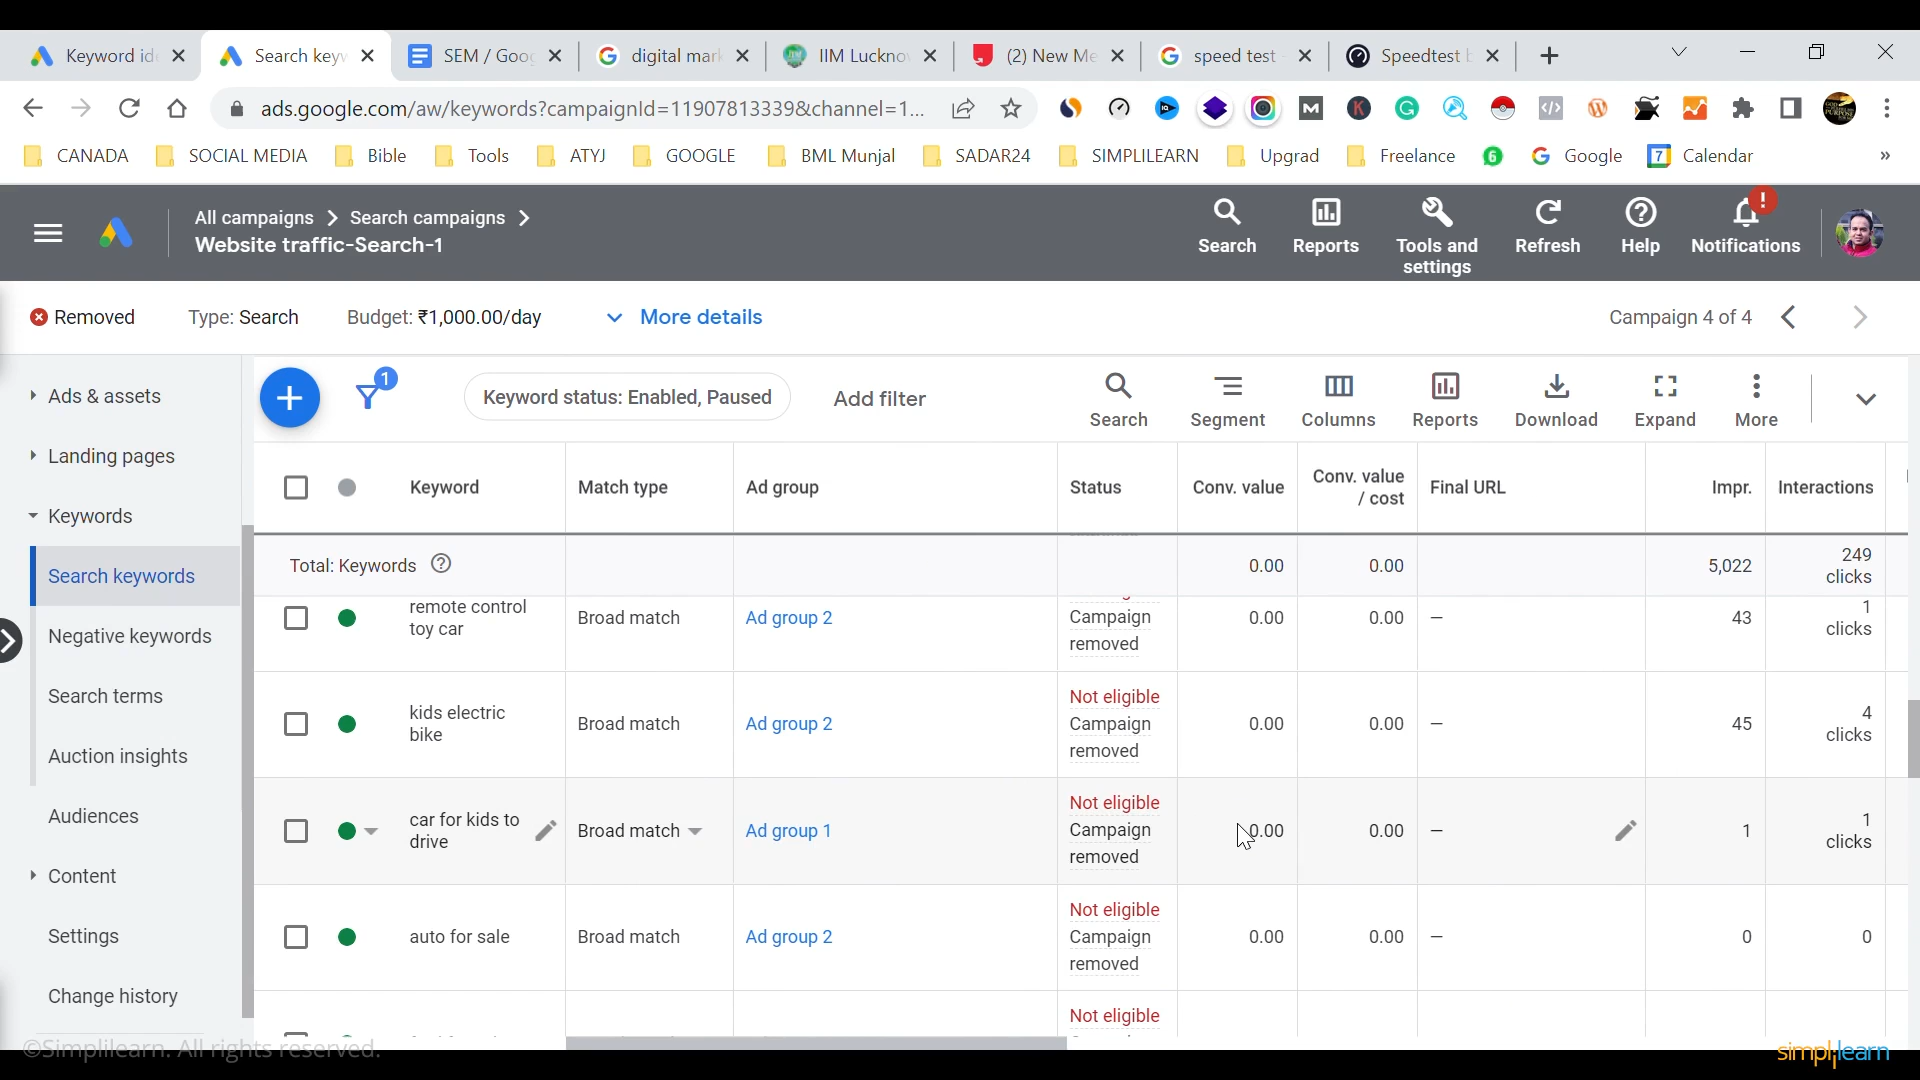 Keyword id
Search keyw
SEM / Goog
digital mar
IIM Luckno
(2) New Me
speed test
Speedtest b
ads.google.com/aw/keywords?campaignId=11907813339&channel=1...
CANADA
SOCIAL MEDIA
Bible
Tools
ATYJ
GOOGLE
BML Munjal
SADAR24
SIMPLILEARN
Upgrad
Freelance
Google
7
Calendar
»
All campaigns > Search campaigns >
Website traffic-Search-1
Search
Reports
Tools and
settings
Refresh
Help
!
Notifications
Removed
Type: Search
Budget: ₹1,000.00/day
More details
Campaign 4 of 4
Ads & assets
Landing pages
Keywords
Search keywords
Negative keywords
Search terms
Auction insights
Audiences
Content
Settings
Change history
1
Keyword status: Enabled, Paused
Add filter
Search
Segment
Columns
Reports
Download
Expand
More
Keyword
Match type
Ad group
Status
Conv. value
Conv. value
/ cost
Final URL
Impr.
Interactions
Total: Keywords
0.00
0.00
5,022
249
clicks
remote control
toy car
Broad match
Ad group 2
Campaign
removed
0.00
0.00
—
43
1
clicks
kids electric
bike
Broad match
Ad group 2
Not eligible
Campaign
removed
0.00
0.00
—
45
4
clicks
car for kids to
drive
Broad match
Ad group 1
Not eligible
Campaign
removed
0.00
0.00
—
1
1
clicks
auto for sale
Broad match
Ad group 2
Not eligible
Campaign
removed
0.00
0.00
—
0
0
Not eligible
©Simplilearn. All rights reserved.
simplilearn